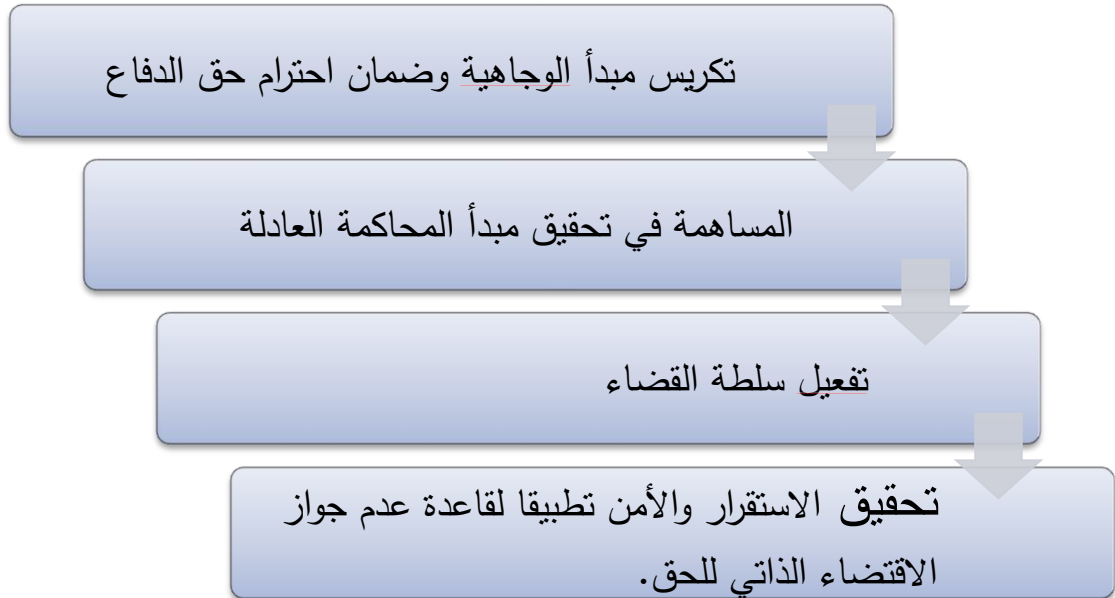 تكريس مبدأ الوجاهية وضمان احترام حق الدفاع
المساهمة في تحقيق مبدأ المحاكمة العادلة
تفعيل سلطة القضاء
تحقيق الاستقرار والأمن تطبيقا لقاعدة عدم جواز
الاقتضاء الذاتي للحق.